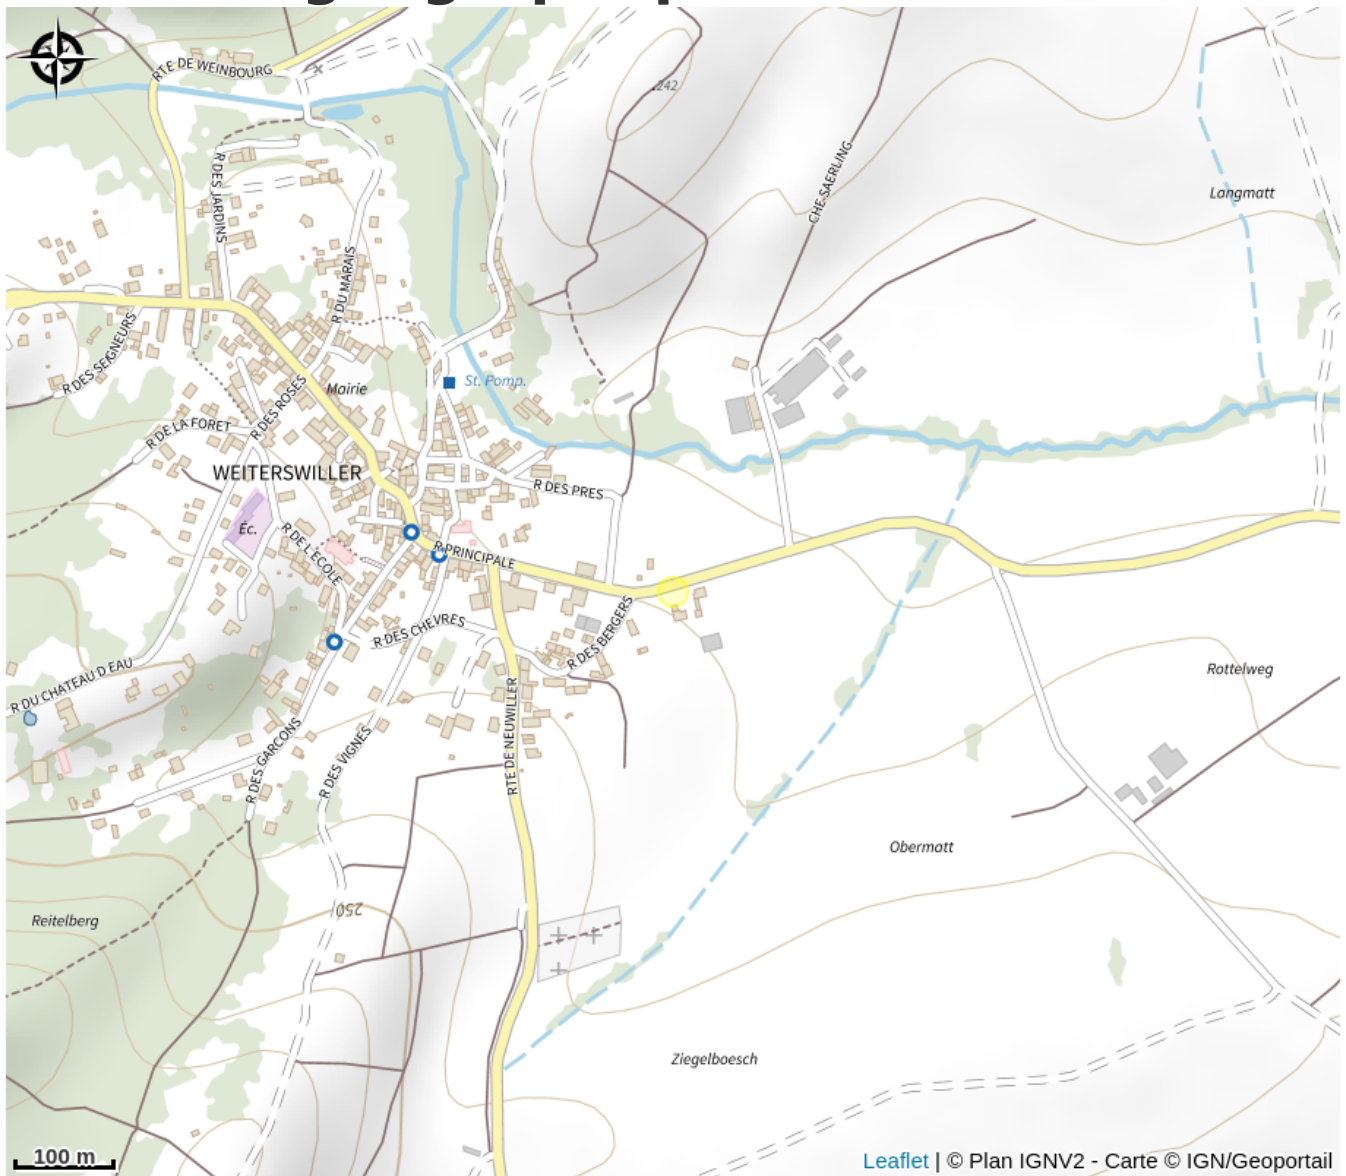 RTE DE WEINBOURG
242
R DES JARDINS
CHE SAERLING
Langmatt
R DU MARAIS
R DES SEIGNEURS
Mairie
St. Pomp.
R DES ROSES
R DE LA FORET
WEITERSWILLER
R DES PRES
Éc.
R DE L'ECOLE
R PRINCIPALE
R DES CHEVRES
R DES BERGERS
R DU CHATEAU D EAU
Rottelweg
R DES GARCONS
R DES VIGNES
RTE DE NEUWILLER
Obermatt
250
Reitelberg
Ziegelboesch
100 m
Leaflet | © Plan IGNV2 - Carte © IGN/Geoportail